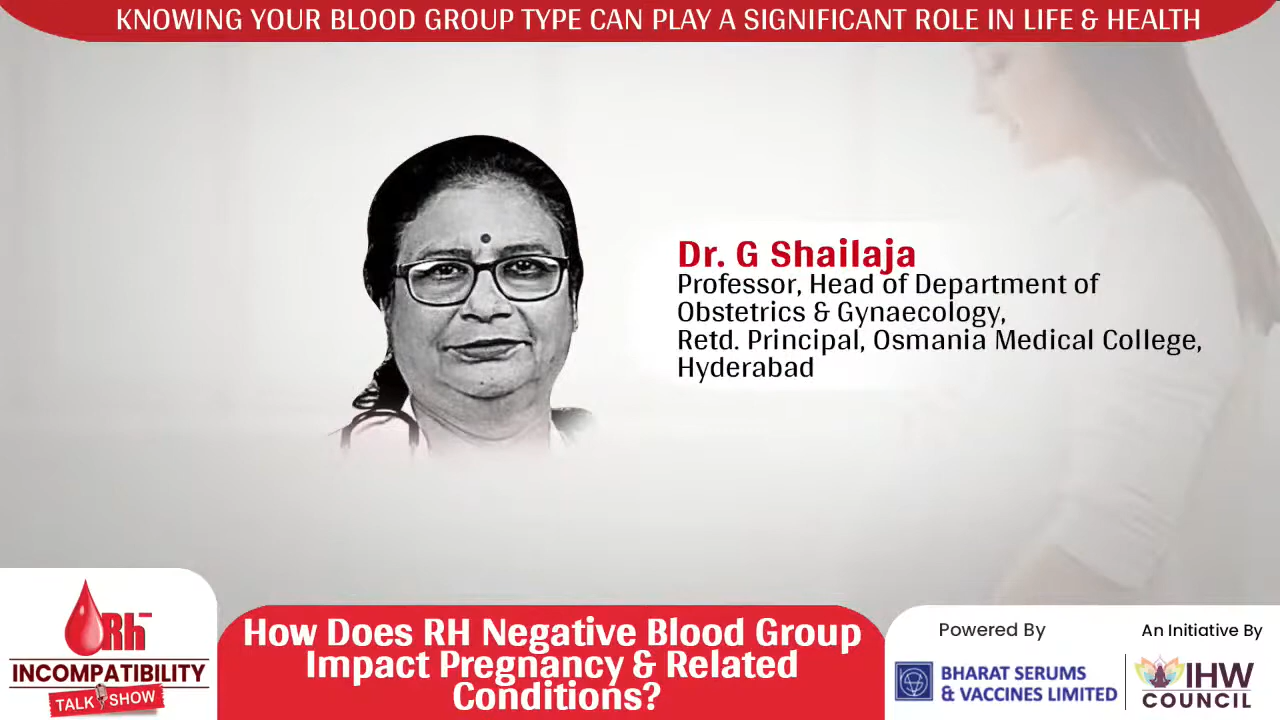 KNOWING YOUR BLOOD GROUP TYPE CAN PLAY A SIGNIFICANT ROLE IN LIFE & HEALTH
Dr. G Shailaja
Professor, Head of Department of
Obstetrics & Gynaecology,
Retd. Principal, Osmania Medical College,
Hyderabad
Rh-
INCOMPATIBILITY
TALK SHOW
How Does RH Negative Blood Group
Impact Pregnancy & Related
Conditions?
Powered By
BHARAT SERUMS
& VACCINES LIMITED
An Initiative By
IHW
COUNCIL